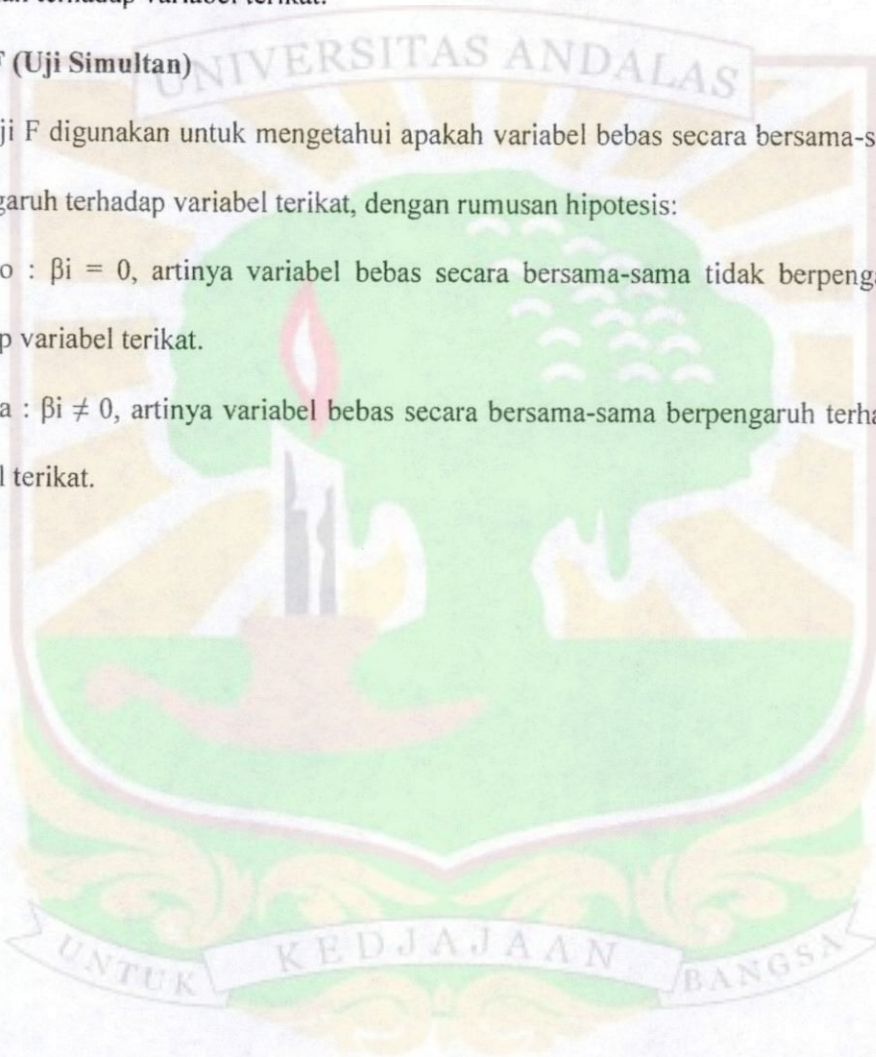 terhadap variabel terikat.
F (Uji Simultan)
UNIVERSITAS ANDALAS
ji F digunakan untuk mengetahui apakah variabel bebas secara bersama-s
garuh terhadap variabel terikat, dengan rumusan hipotesis:
o : βi = 0, artinya variabel bebas secara bersama-sama tidak berpenga
p variabel terikat.
a : βi ≠ 0, artinya variabel bebas secara bersama-sama berpengaruh terha
l terikat.
UNTUK KEDJAJAAN BANGSA